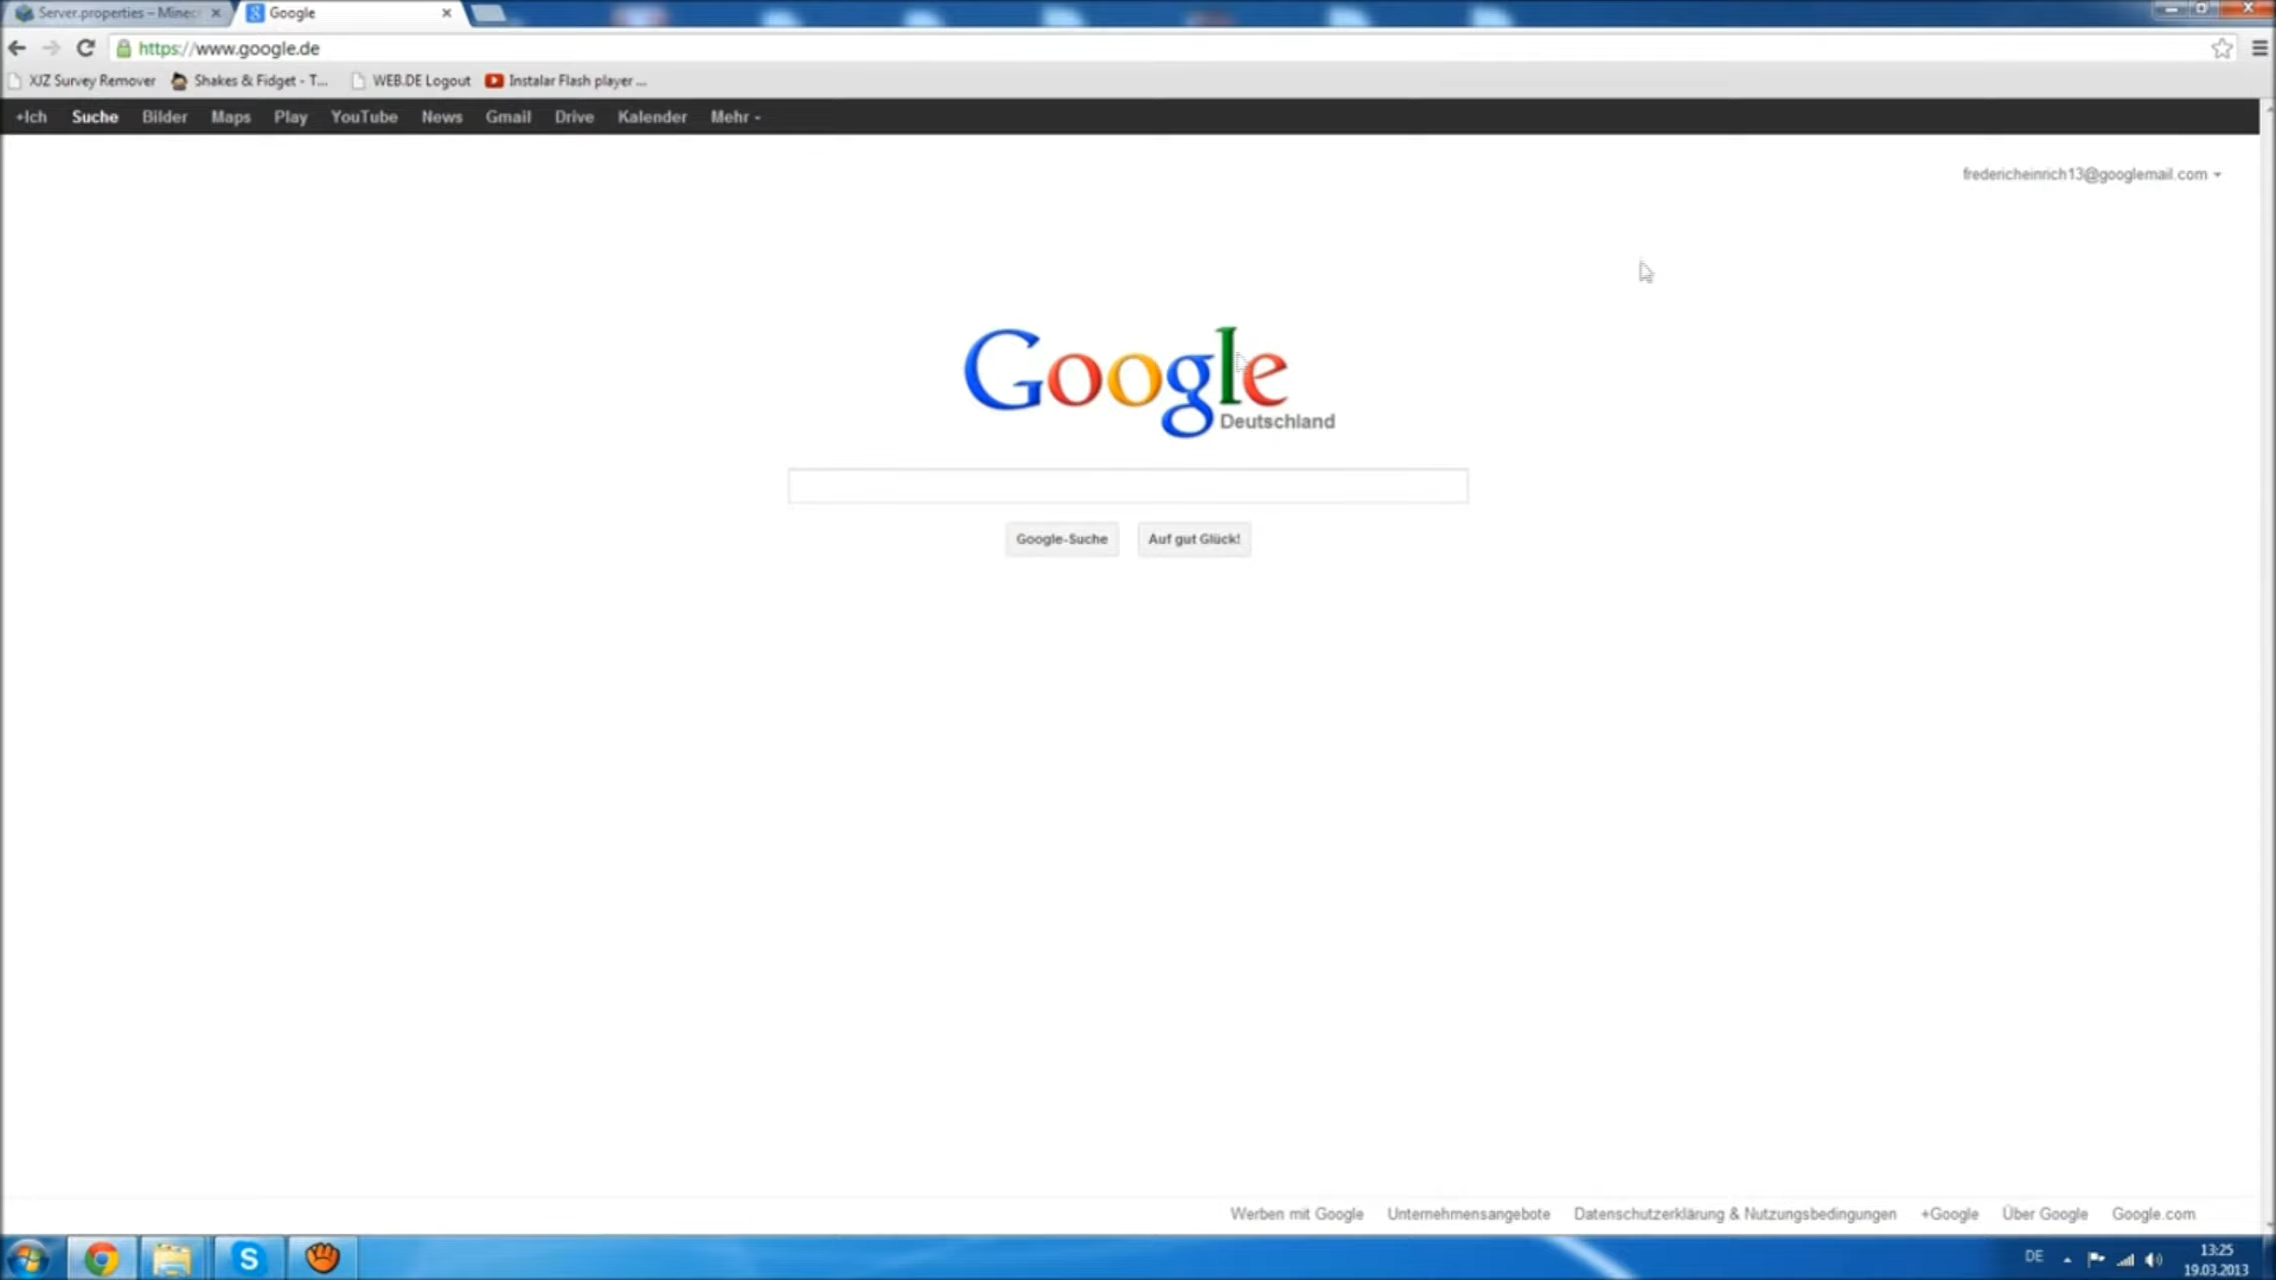 Server.properties – Minec
Google
https://www.google.de
XJZ Survey Remover
Shakes & Fidget - T...
WEB.DE Logout
Instalar Flash player ...
+Ich Suche Bilder Maps Play YouTube News Gmail Drive Kalender Mehr
fredericheinrich13@googlemail.com
Google
Deutschland
Google-Suche
Auf gut Glück!
Werben mit Google Unternehmensangebote Datenschutzerklärung & Nutzungsbedingungen +Google Über Google Google.com
DE
13:25
19.03.2013